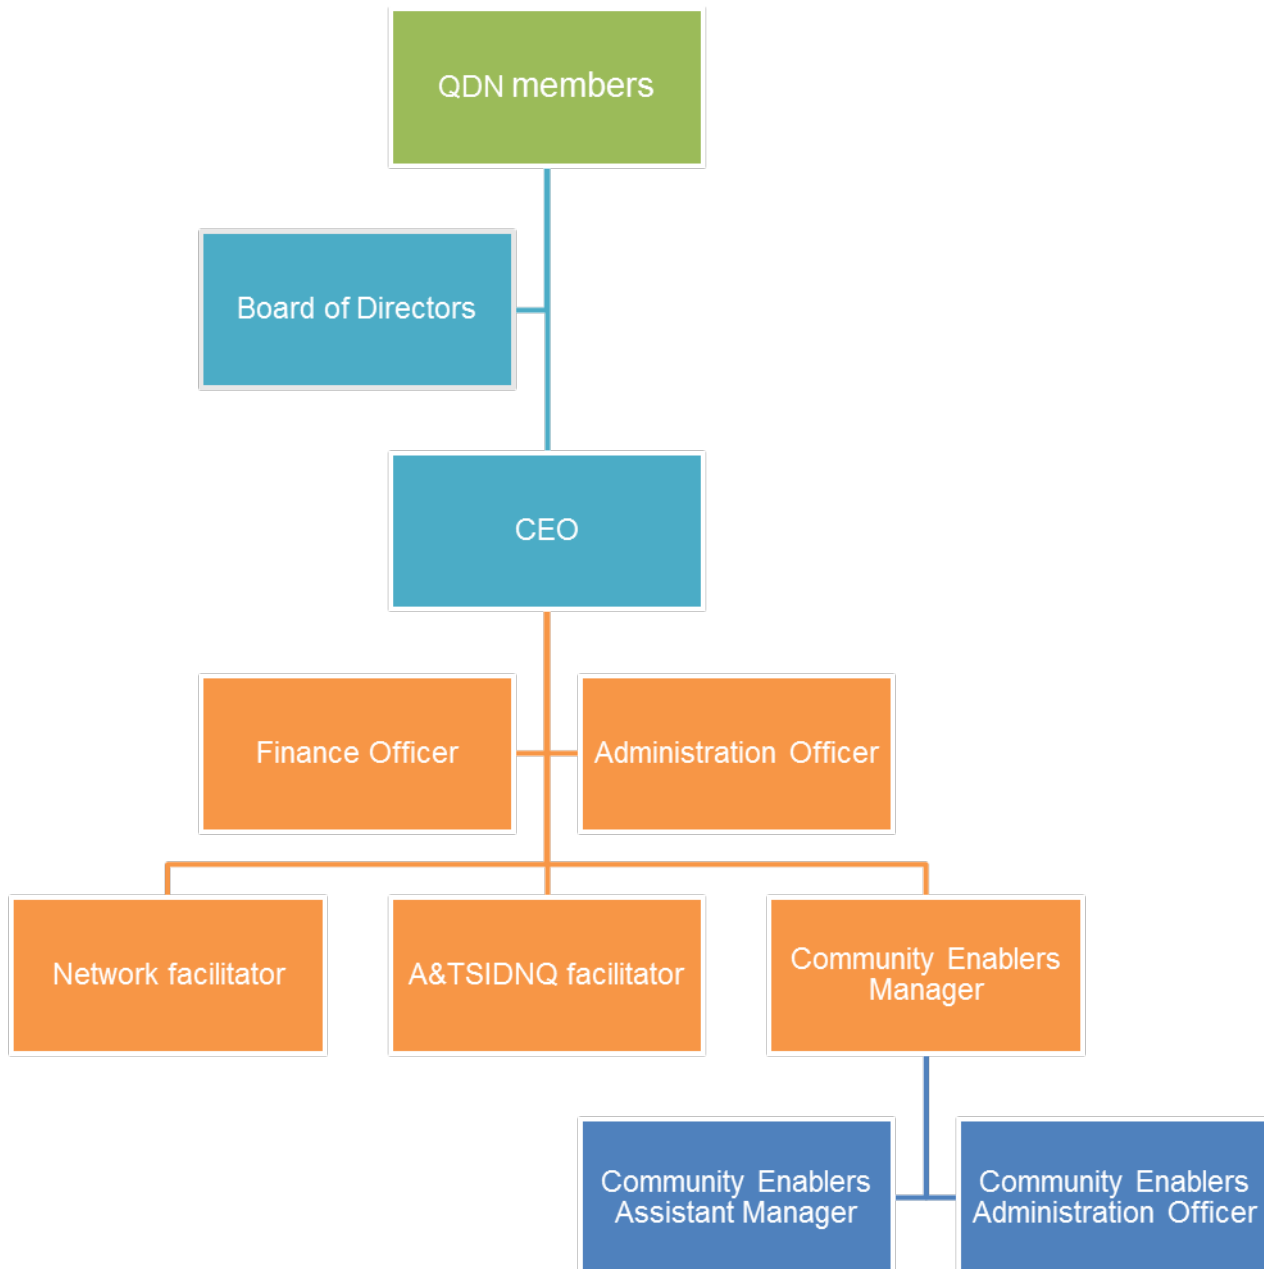 QDN members
Board of Directors
CEO
Finance Officer
Administration Officer
Network facilitator
A&TSIDNQ facilitator
Community Enablers
Manager
Community Enablers
Assistant Manager
Community Enablers
Administration Officer